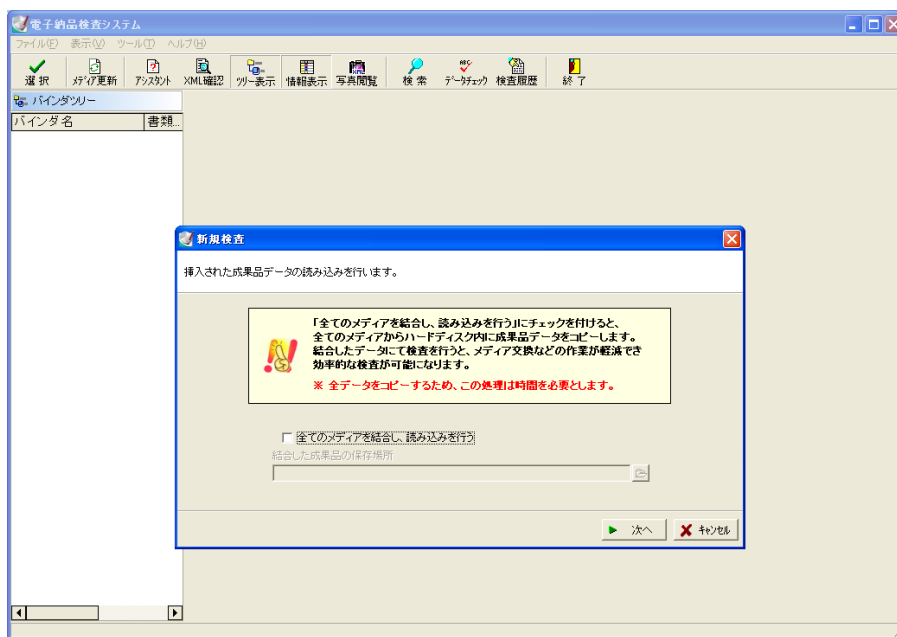 電子納品検査システム
ファイル(F) 表示(V) ツール(T) ヘルプ(H)
選択 メディア更新 アシスタント XML確認 ツリー表示 情報表示 写真閲覧 検索 データチェック 検査履歴 終了
バインダツリー
バインダ名 書類...
新規検査
挿入された成果品データの読み込みを行います。
「全てのメディアを結合し、読み込みを行う」にチェックを付けると、
全てのメディアからハードディスク内に成果品データをコピーします。
結合したデータにて検査を行うと、メディア交換などの作業が軽減でき
効率的な検査が可能になります。
※ 全データをコピーするため、この処理は時間を必要とします。
全てのメディアを結合し、読み込みを行う
結合した成果品の保存場所
次へ キャンセル